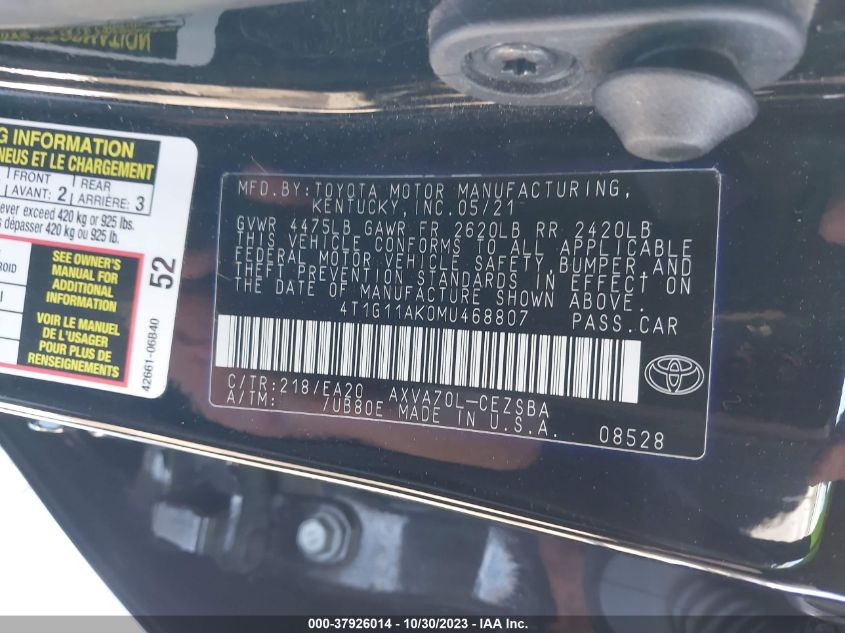 G INFORMATION
NEUS ET LE CHARGEMENT
FRONT
AVANT: 2
REAR
ARRIÈRE: 3
ever exceed 420 kg or 925 lbs.
dépasser 420 kg ou 925 lb.
SEE OWNER'S
MANUAL FOR
ADDITIONAL
INFORMATION
VOIR LE MANUEL
DE L'USAGER
POUR PLUS DE
RENSEIGNEMENTS
52
42661-06B40
MFD. BY: TOYOTA MOTOR MANUFACTURING,
KENTUCKY, INC. 05/21
GVWR 4475LB GAWR FR 2620LB RR 2420LB
THIS VEHICLE CONFORMS TO ALL APPLICABLE
FEDERAL MOTOR VEHICLE SAFETY, BUMPER, AND
THEFT PREVENTION STANDARDS IN EFFECT ON
THE DATE OF MANUFACTURE SHOWN ABOVE.
4T1G11AK0MU468807 PASS.CAR
C/TR: 218/EA20 AXVA70L-CEZSBA
A/TM: /UB80E MADE IN U.S.A. 08528
000-37926014 - 10/30/2023 - IAA Inc.